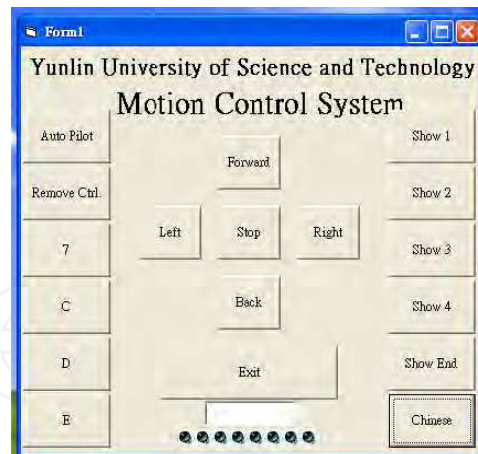 Form1
Yunlin University of Science and Technology
Motion Control System
Auto Pilot
Forward
Show 1
Remove Ctrl.
Show 2
Left
Stop
Right
7
Show 3
C
Back
Show 4
D
Exit
Show End
E
Chinese